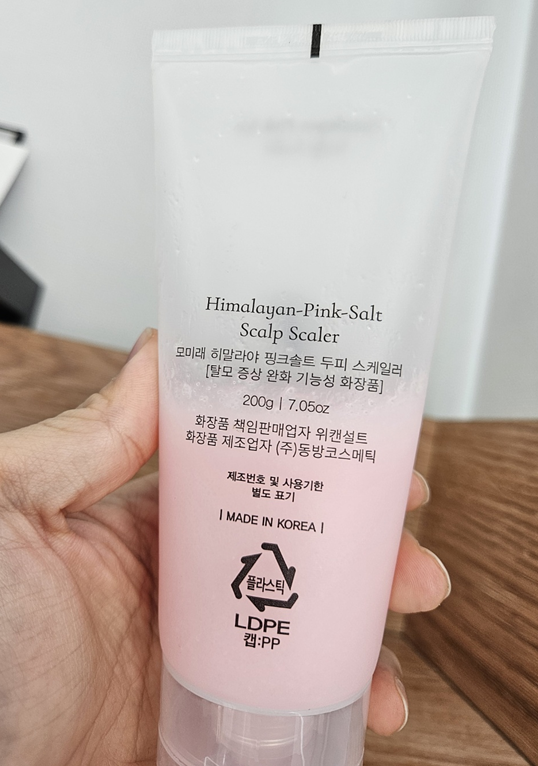 Himalayan-Pink-Salt
Scalp Scaler
모미래 히말라야 핑크솔트 두피 스케일러
[탈모 증상 완화 기능성 화장품]
200g | 7.05oz
화장품 책임판매업자 위캔설트
화장품 제조업자 (주)동방코스메틱
제조번호 및 사용기한
별도 표기
| MADE IN KOREA |
플라스틱
LDPE
캡:PP